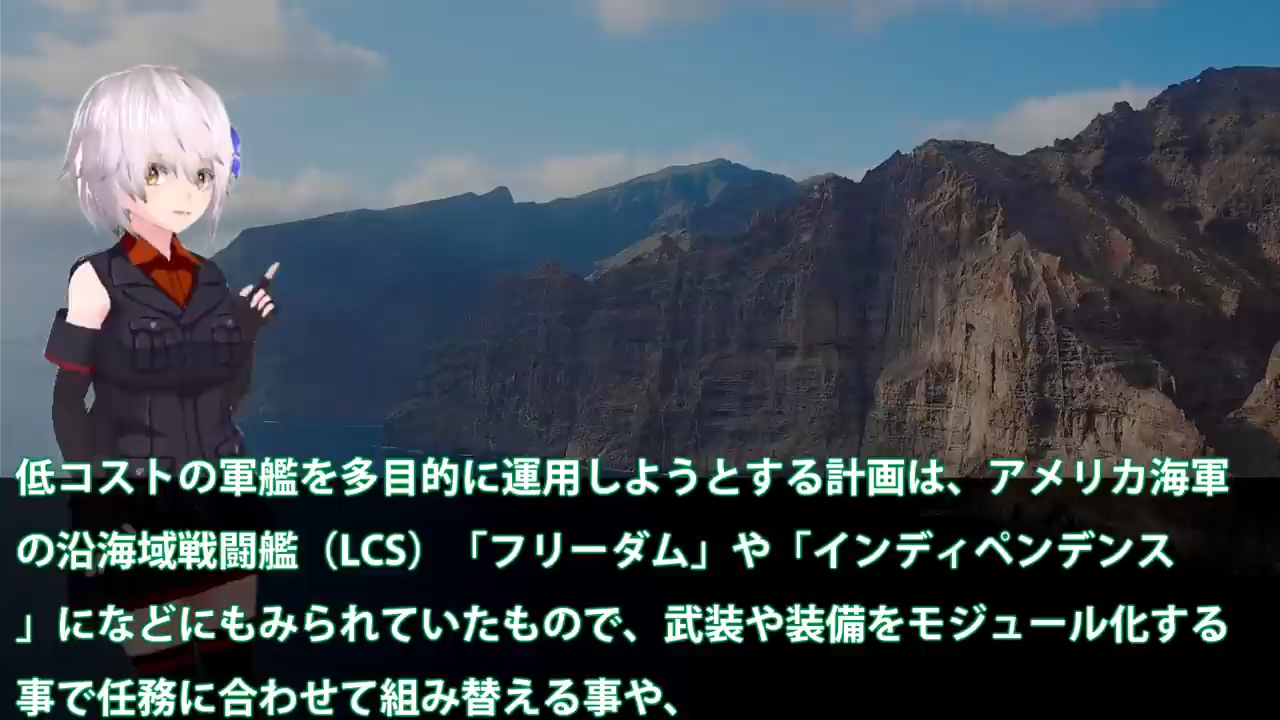 低コストの軍艦を多目的に運用しようとする計画は、アメリカ海軍
の沿海域戦闘艦（LCS）「フリーダム」や「インディペンデンス
」になどにもみられていたもので、武装や装備をモジュール化する
事で任務に合わせて組み替える事や、